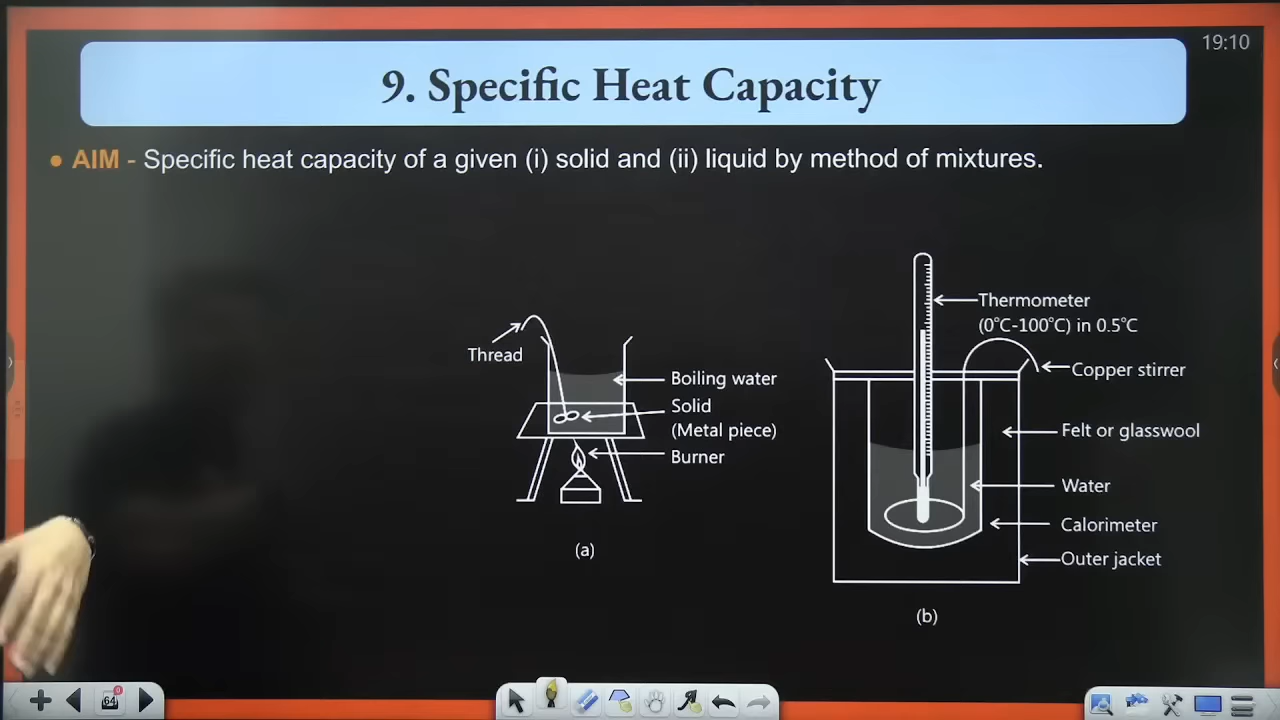 19:10
9. Specific Heat Capacity
• AIM - Specific heat capacity of a given (i) solid and (ii) liquid by method of mixtures.
Thread
Boiling water
Solid
(Metal piece)
Burner
(a)
Thermometer
(0°C-100°C) in 0.5°C
Copper stirrer
Felt or glasswool
Water
Calorimeter
Outer jacket
(b)
64